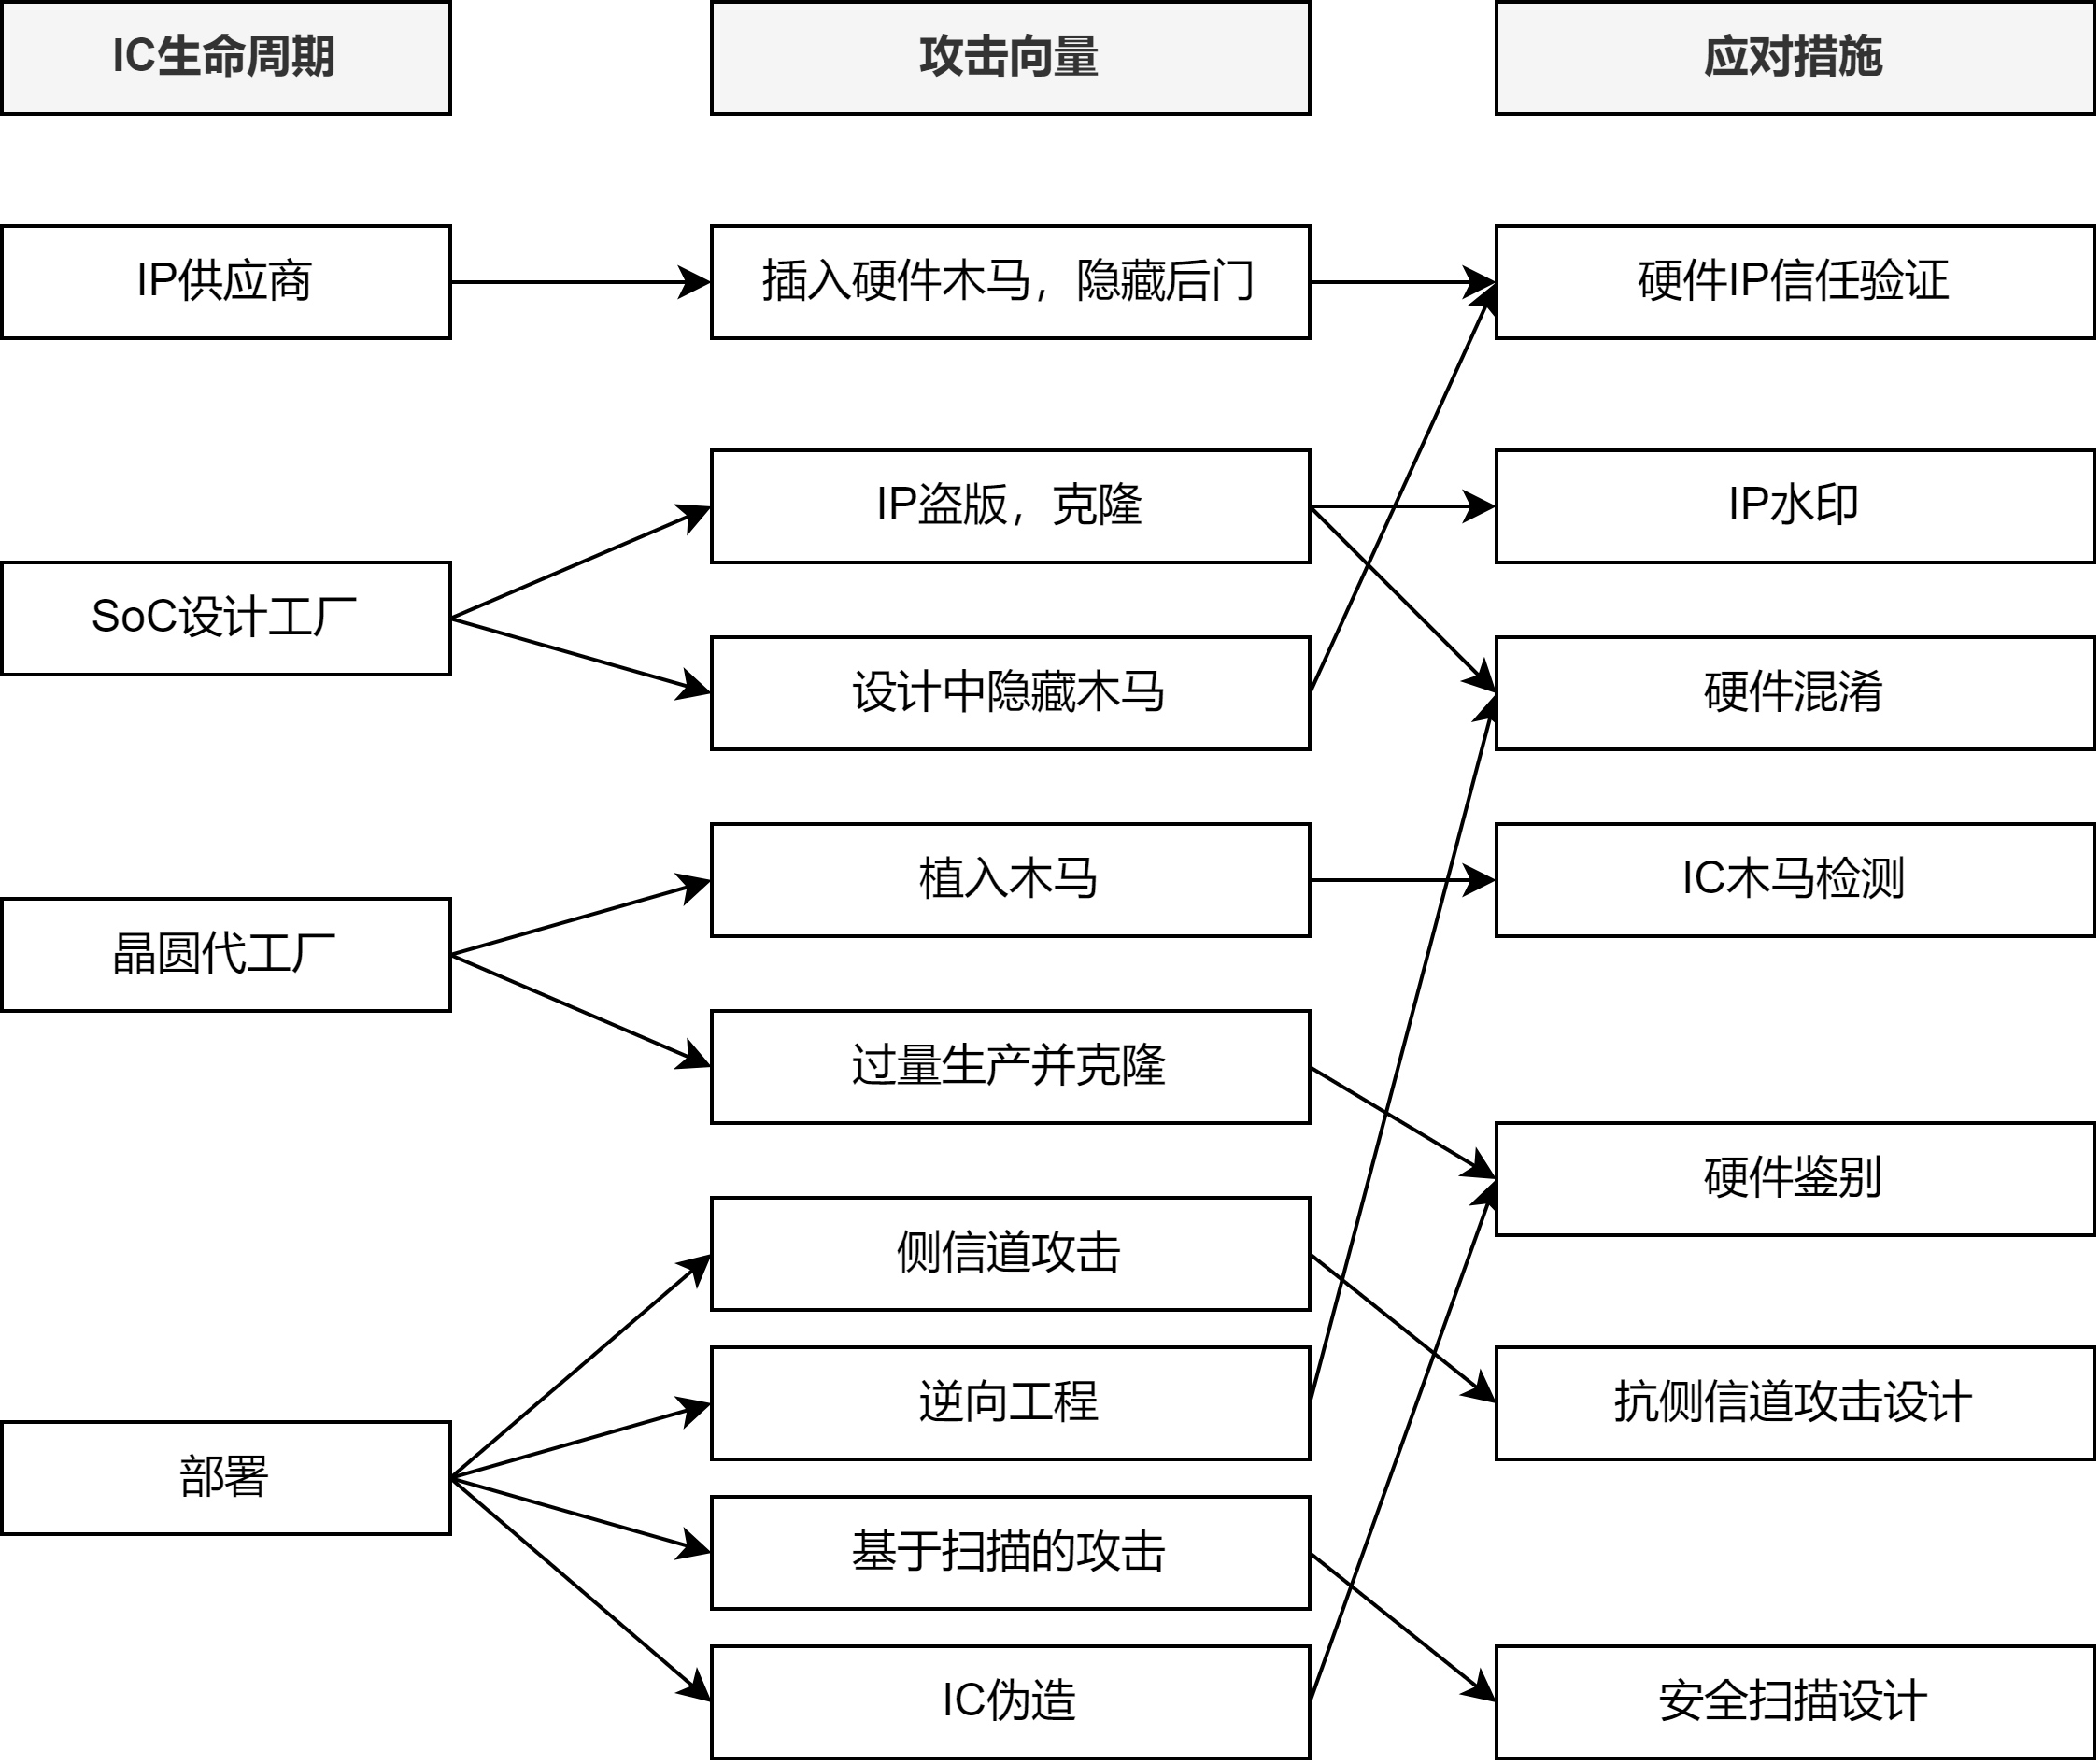 IC生命周期
攻击向量
应对措施
IP供应商
插入硬件木马，隐藏后门
硬件IP信任验证
IP盗版，克隆
IP水印
SoC设计工厂
设计中隐藏木马
硬件混淆
植入木马
IC木马检测
晶圆代工厂
过量生产并克隆
硬件鉴别
侧信道攻击
逆向工程
抗侧信道攻击设计
部署
基于扫描的攻击
IC伪造
安全扫描设计